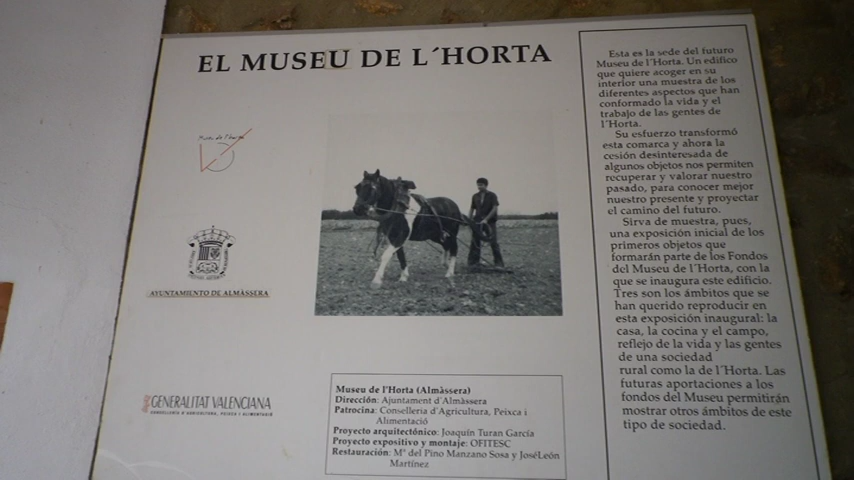 EL MUSEU DE L´HORTA
Museu de l'Horta
AYUNTAMIENTO DE ALMÀSSERA
GENERALITAT VALENCIANA
CONSELLERIA D'AGRICULTURA, PEIXCA I ALIMENTACIÓ
Museu de l'Horta (Almàssera)
Dirección: Ajuntament d'Almàssera
Patrocina: Conselleria d'Agricultura, Peixca i
Alimentació
Proyecto arquitectónico: Joaquín Turan García
Proyecto expositivo y montaje: OFITESC
Restauración: Mª del Pino Manzano Sosa y JoséLeón
Martínez
Esta es la sede del futuro
Museu de l´Horta. Un edifico
que quiere acoger en su
interior una muestra de los
diferentes aspectos que han
conformado la vida y el
trabajo de las gentes de
l´Horta.
Su esfuerzo transformó
esta comarca y ahora la
cesión desinteresada de
algunos objetos nos permiten
recuperar y valorar nuestro
pasado, para conocer mejor
nuestro presente y proyectar
el camino del futuro.
Sirva de muestra, pues,
una exposición inicial de los
primeros objetos que
formarán parte de los Fondos
del Museu de l´Horta, con la
que se inaugura este edificio.
Tres son los ámbitos que se
han querido reproducir en
esta exposición inaugural: la
casa, la cocina y el campo,
reflejo de la vida y las gentes
de una sociedad
rural como la de l´Horta. Las
futuras aportaciones a los
fondos del Museu permitirán
mostrar otros ámbitos de este
tipo de sociedad.